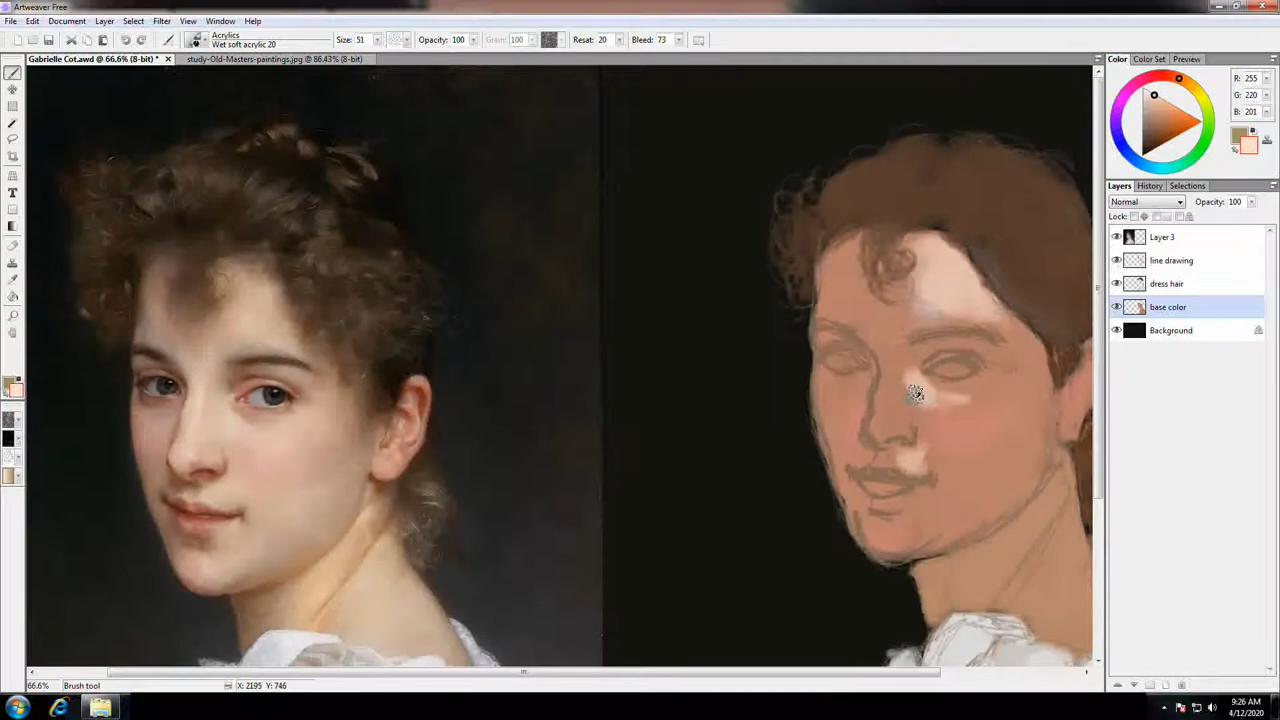 Artweaver Free
File Edit Document Layer Select Filter View Window Help
Acrylics
Wet soft acrylic 20
Size: 51 Opacity: 100 Grain: 100 Resat: 20 Bleed: 73
Gabrielle Cot.awd @ 66.6% (8-bit) * study-Old-Masters-paintings.jpg @ 86.43% (8-bit)
Color Color Set Preview
R: 255
G: 220
B: 201
Layers History Selections
Normal Opacity: 100
Lock:
Layer 3
line drawing
dress hair
base color
Background
66.6% Brush tool X: 2195 Y: 746
9:26 AM
4/12/2020